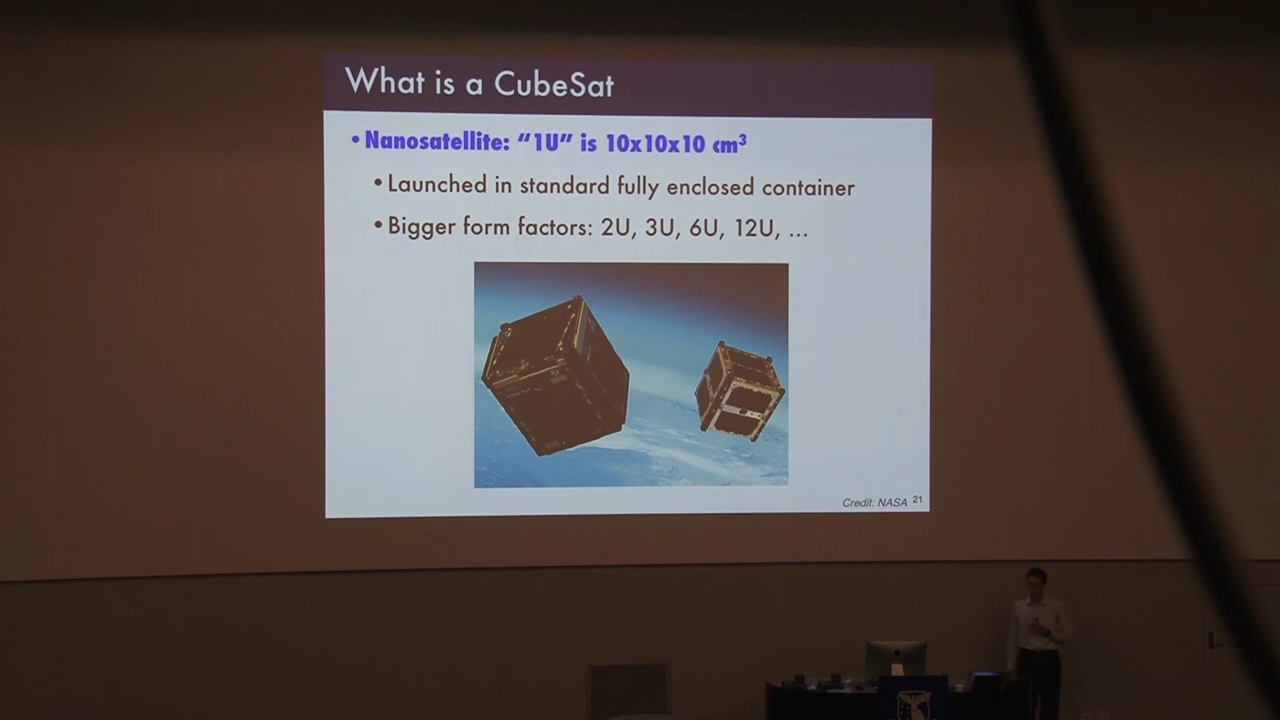 What is a CubeSat
• Nanosatellite: “1U” is 10x10x10 cm³
• Launched in standard fully enclosed container
• Bigger form factors: 2U, 3U, 6U, 12U, ...
Credit: NASA 21